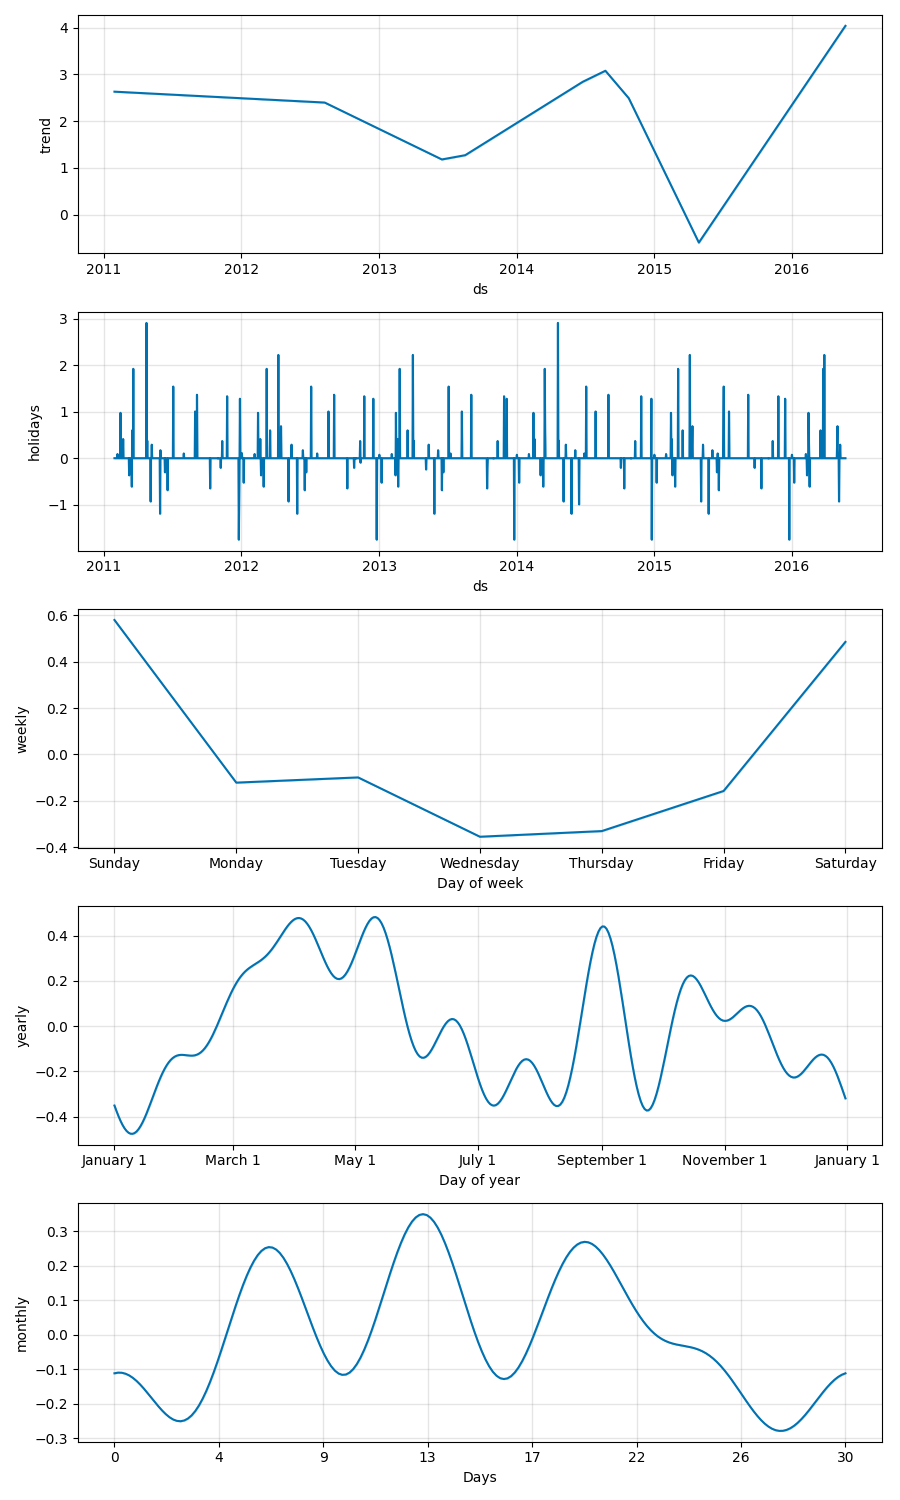 trend
4
3
2
1
0
2011 2012 2013 2014 2015 2016
ds
holidays
3
2
1
0
−1
2011 2012 2013 2014 2015 2016
ds
weekly
0.6
0.4
0.2
0.0
−0.2
−0.4
Sunday Monday Tuesday Wednesday Thursday Friday Saturday
Day of week
yearly
0.4
0.2
0.0
−0.2
−0.4
January 1 March 1 May 1 July 1 September 1 November 1 January 1
Day of year
monthly
0.3
0.2
0.1
0.0
−0.1
−0.2
−0.3
0 4 9 13 17 22 26 30
Days